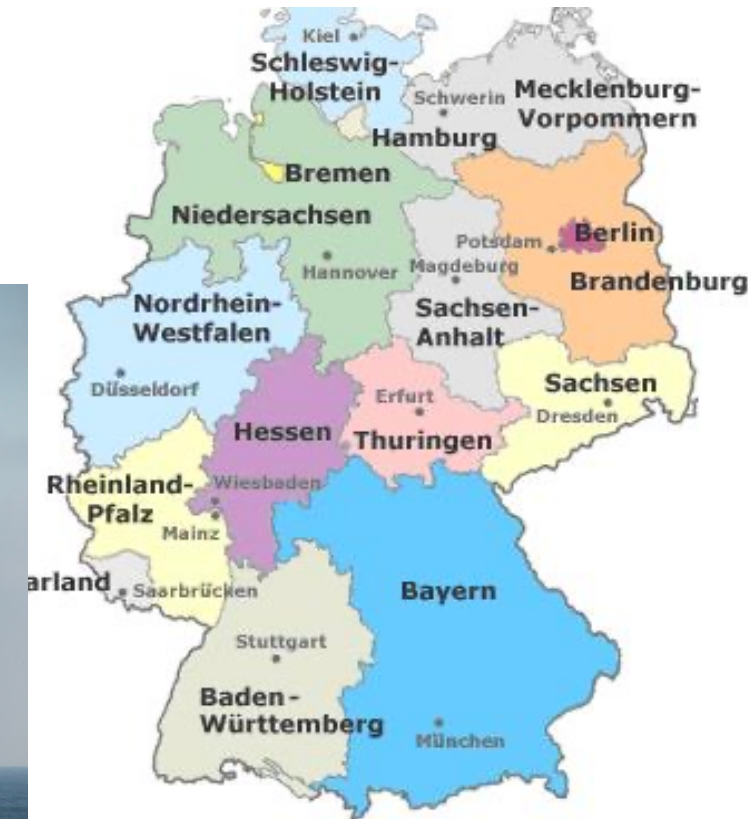 Kiel
Schleswig-
Holstein
Schwerin
Mecklenburg-
Vorpommern
Hamburg
Bremen
Niedersachsen
Hannover
Potsdam
Berlin
Magdeburg
Brandenburg
Nordrhein-
Westfalen
Sachsen-
Anhalt
Düsseldorf
Erfurt
Sachsen
Dresden
Hessen
Thuringen
Rheinland-
Pfalz
Wiesbaden
Mainz
arland
Saarbrücken
Bayern
Stuttgart
Baden-
Württemberg
München